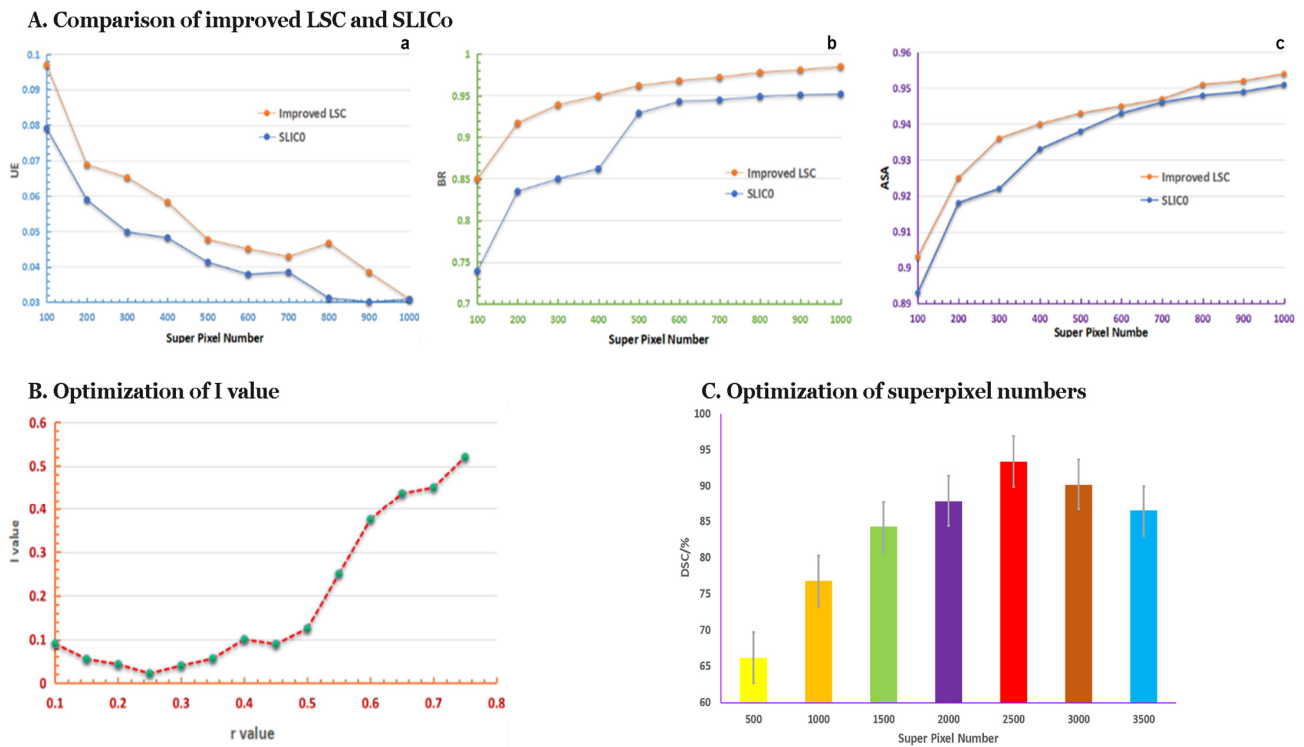 A. Comparison of improved LSC and SLICo
a
0.1
0.09
0.08
0.07
0.06
0.05
0.04
0.03
UE
Improved LSC
SLIC0
100 200 300 400 500 600 700 800 900 1000
Super Pixel Number
b
1
0.95
0.9
0.85
0.8
0.75
0.7
BR
Improved LSC
SLIC0
100 200 300 400 500 600 700 800 900 1000
Super Pixel Number
c
0.96
0.95
0.94
0.93
0.92
0.91
0.9
0.89
ASA
Improved LSC
SLIC0
100 200 300 400 500 600 700 800 900 1000
Super Pixel Numbe
B. Optimization of I value
0.6
0.5
0.4
0.3
0.2
0.1
0
I value
0.1 0.2 0.3 0.4 0.5 0.6 0.7 0.8
r value
C. Optimization of superpixel numbers
100
95
90
85
80
75
70
65
60
DSC/%
500 1000 1500 2000 2500 3000 3500
Super Pixel Number